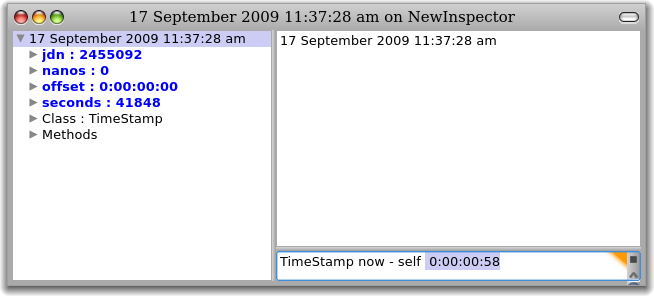 17 September 2009 11:37:28 am on NewInspector
17 September 2009 11:37:28 am
jdn : 2455092
nanos : 0
offset : 0:00:00:00
seconds : 41848
Class : TimeStamp
Methods
17 September 2009 11:37:28 am
TimeStamp now - self 0:00:00:58